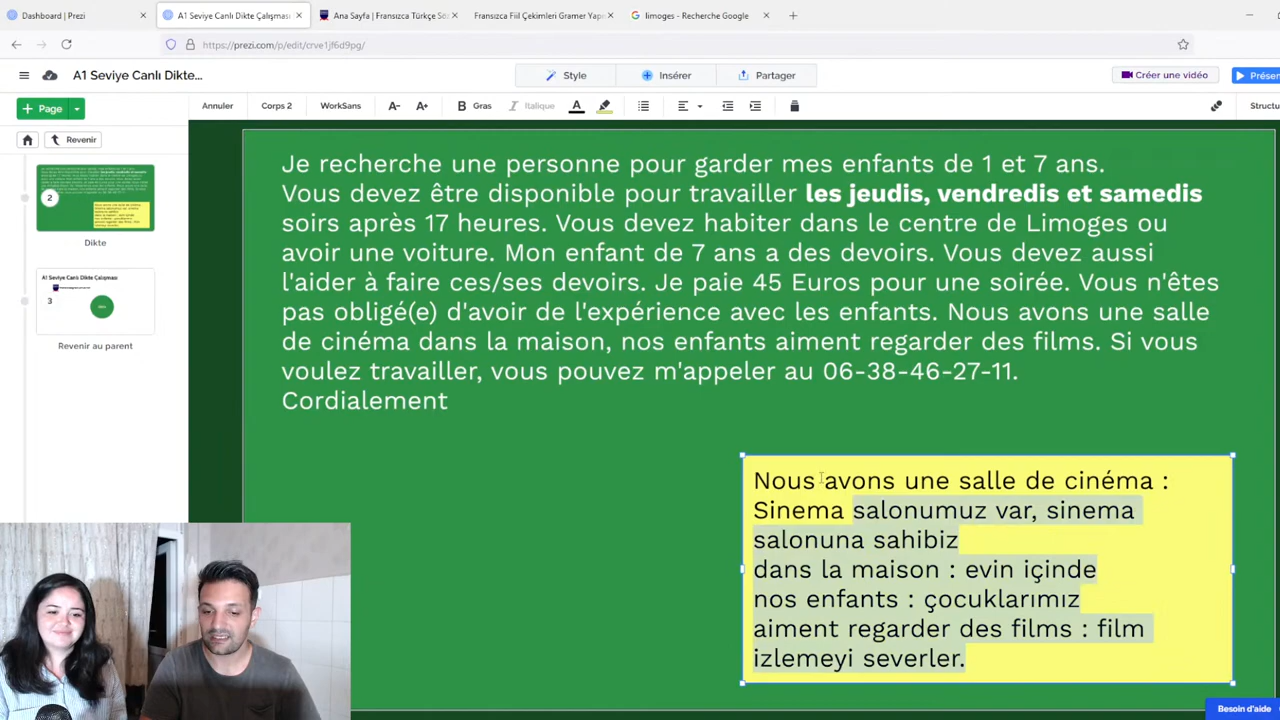 Dashboard | Prezi
A1 Seviye Canlı Dikte Çalışması
Ana Sayfa | Fransızca Türkçe Söz
Fransızca Fiil Çekimleri Gramer Yapı
limoges - Recherche Google
https://prezi.com/p/edit/crve1jf6d9pg/
A1 Seviye Canlı Dikte...
Style
Insérer
Partager
Créer une vidéo
Présen
Page
Annuler
Corps 2
WorkSans
A-
A+
B Gras
I Italique
A
Structu
Revenir
2
Dikte
A1 Seviye Canlı Dikte Çalışması
3
Revenir au parent
Je recherche une personne pour garder mes enfants de 1 et 7 ans.
Vous devez être disponible pour travailler les jeudis, vendredis et samedis
soirs après 17 heures. Vous devez habiter dans le centre de Limoges ou
avoir une voiture. Mon enfant de 7 ans a des devoirs. Vous devez aussi
l'aider à faire ces/ses devoirs. Je paie 45 Euros pour une soirée. Vous n'êtes
pas obligé(e) d'avoir de l'expérience avec les enfants. Nous avons une salle
de cinéma dans la maison, nos enfants aiment regarder des films. Si vous
voulez travailler, vous pouvez m'appeler au 06-38-46-27-11.
Cordialement
Nous avons une salle de cinéma :
Sinema salonumuz var, sinema
salonuna sahibiz
dans la maison : evin içinde
nos enfants : çocuklarımız
aiment regarder des films : film
izlemeyi severler.
Besoin d'aide